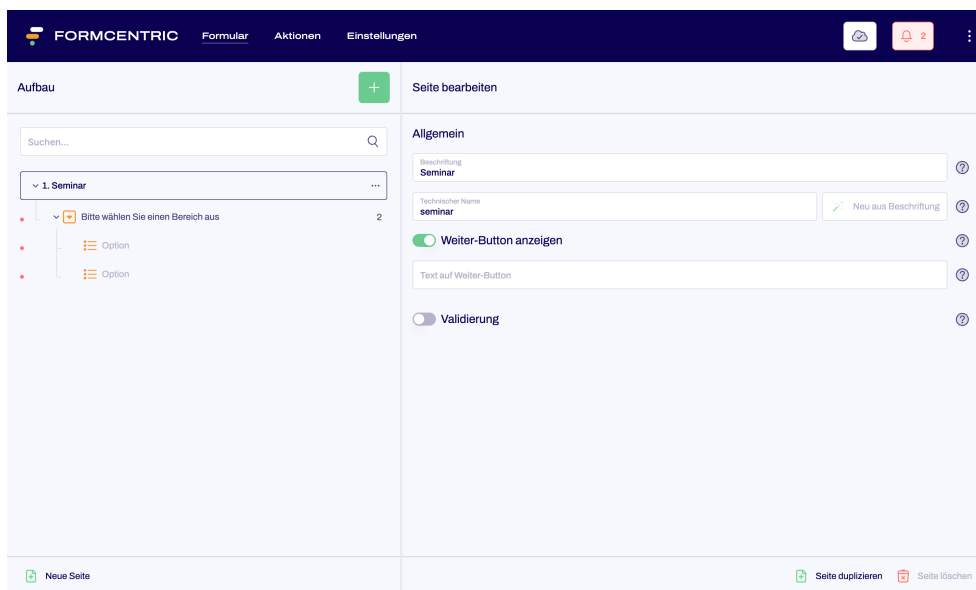 FORMCENTRIC Formular Aktionen Einstellungen 2
Aufbau
Seite bearbeiten
Suchen...
1. Seminar
Bitte wählen Sie einen Bereich aus 2
Option
Option
Allgemein
Beschriftung
Seminar
Technischer Name
seminar
Neu aus Beschriftung
Weiter-Button anzeigen
Text auf Weiter-Button
Validierung
Neue Seite
Seite duplizieren Seite löschen